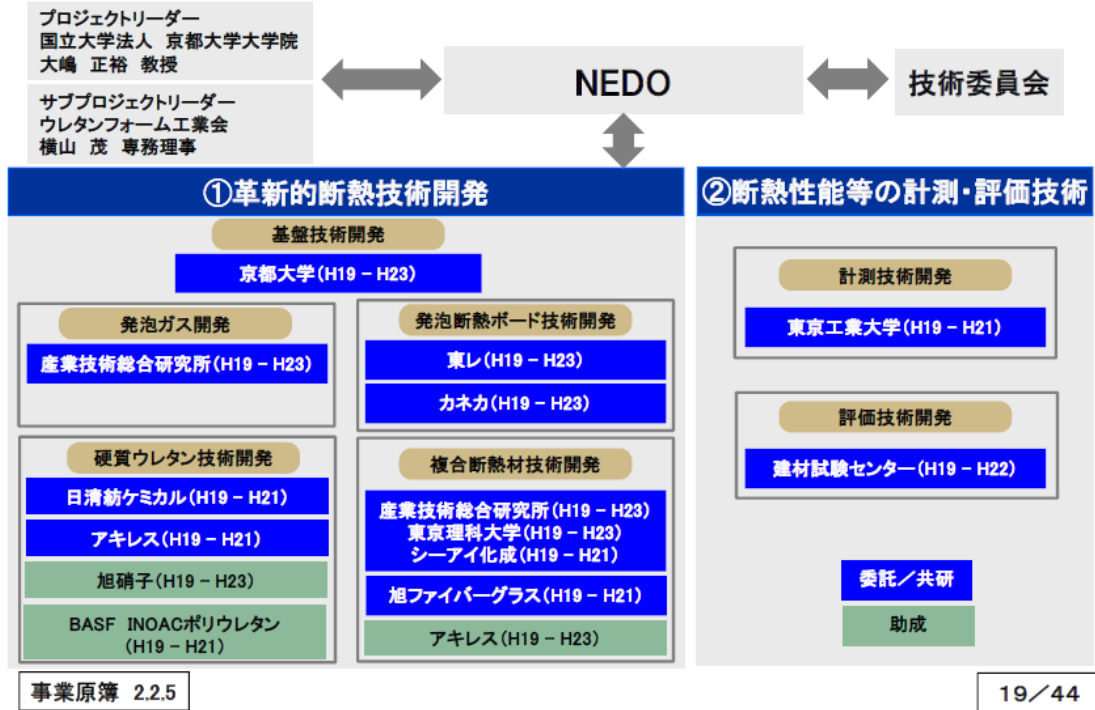 プロジェクトリーダー
国立大学法人 京都大学大学院
大嶋 正裕 教授
サブプロジェクトリーダー
ウレタンフォーム工業会
横山 茂 専務理事
NEDO
技術委員会
①革新的断熱技術開発
基盤技術開発
京都大学(H19 – H23)
発泡ガス開発
産業技術総合研究所(H19 – H23)
発泡断熱ボード技術開発
東レ(H19 – H23)
カネカ(H19 – H23)
硬質ウレタン技術開発
日清紡ケミカル(H19 – H21)
アキレス(H19 – H21)
旭硝子(H19 – H23)
BASF INOACポリウレタン
(H19 – H21)
複合断熱材技術開発
産業技術総合研究所(H19 – H23)
東京理科大学(H19 – H23)
シーアイ化成(H19 – H21)
旭ファイバーグラス(H19 – H21)
アキレス(H19 – H23)
②断熱性能等の計測・評価技術
計測技術開発
東京工業大学(H19 – H21)
評価技術開発
建材試験センター(H19 – H22)
委託/共研
助成
事業原簿 2.2.5
19/44